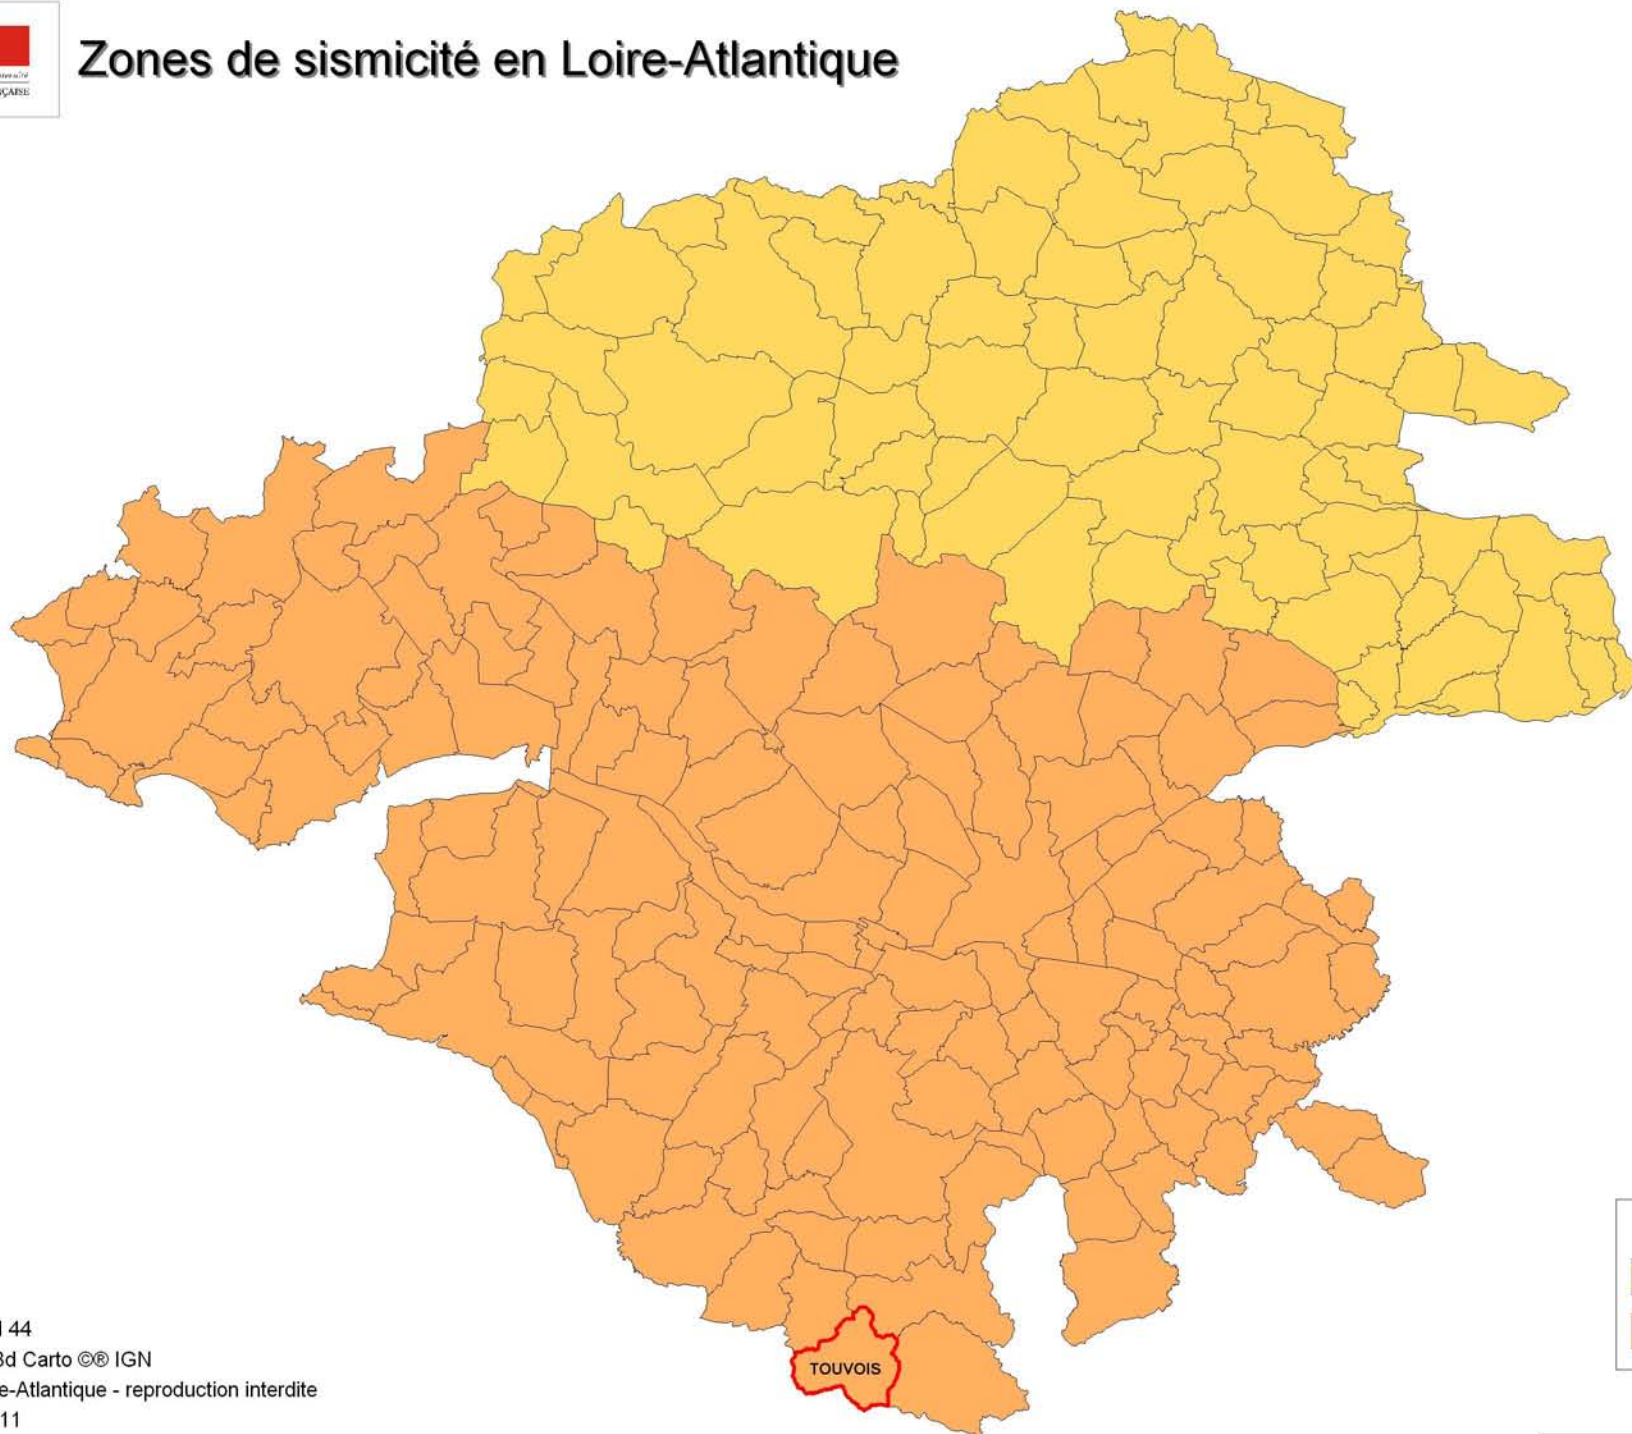 Zones de sismicité en Loire-Atlantique
TOUVOIS
44
3d Carto ©® IGN
e-Atlantique - reproduction interdite
11